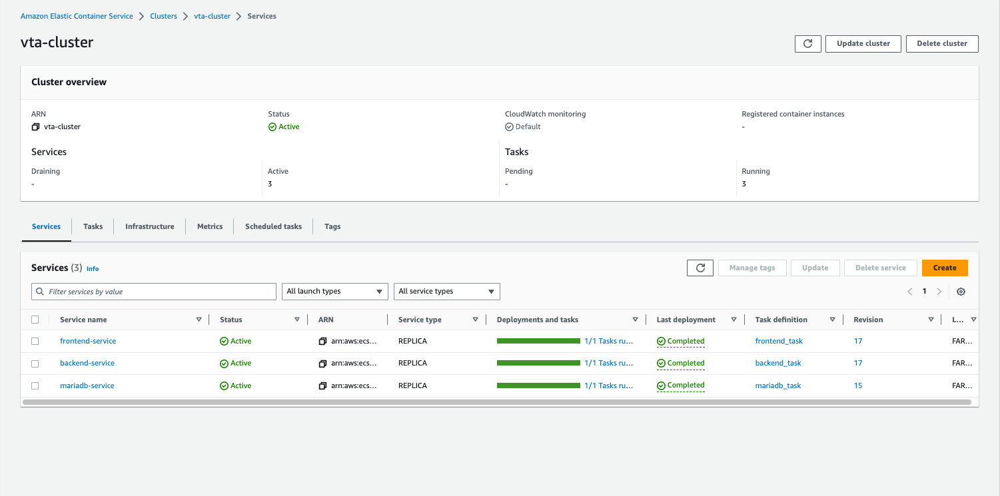 Amazon Elastic Container Service > Clusters > vta-cluster > Services
vta-cluster
Update cluster
Delete cluster
Cluster overview
ARN
vta-cluster
Status
Active
CloudWatch monitoring
Default
Registered container instances
-
Services
Draining
-
Active
3
Tasks
Pending
-
Running
3
Services Tasks Infrastructure Metrics Scheduled tasks Tags
Services (3) Info
Manage tags Update Delete service Create
Filter services by value All launch types All service types 1
Service name Status ARN Service type Deployments and tasks Last deployment Task definition Revision L...
frontend-service Active arn:aws:ecs... REPLICA 1/1 Tasks ru... Completed frontend_task 17 FAR...
backend-service Active arn:aws:ecs... REPLICA 1/1 Tasks ru... Completed backend_task 17 FAR...
mariadb-service Active arn:aws:ecs... REPLICA 1/1 Tasks ru... Completed mariadb_task 15 FAR...